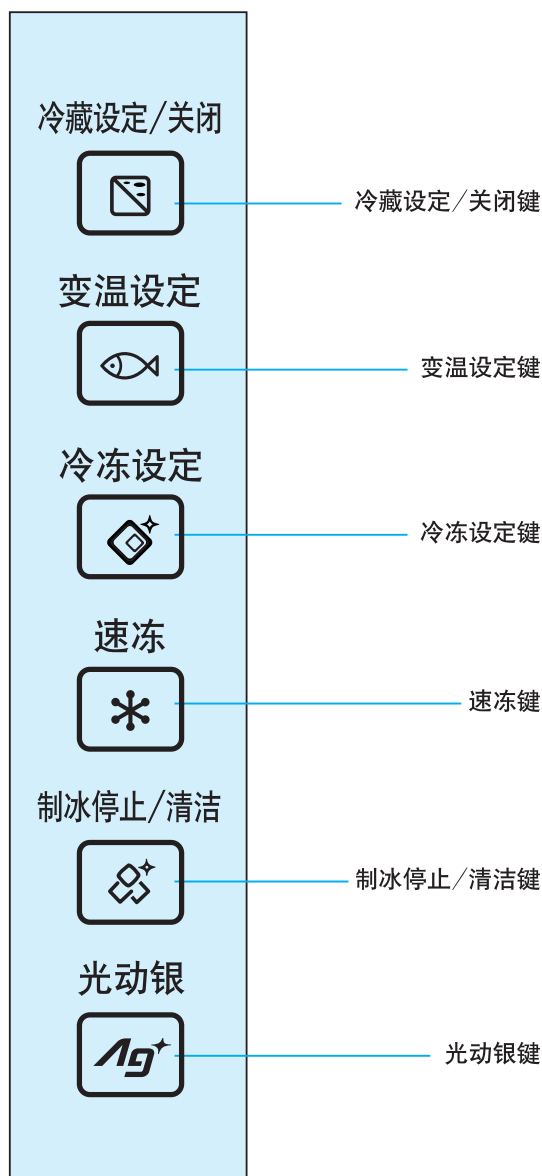 冷藏设定/关闭
冷藏设定/关闭键
变温设定
变温设定键
冷冻设定
冷冻设定键
速冻
速冻键
制冰停止/清洁
制冰停止/清洁键
光动银
Ag
光动银键